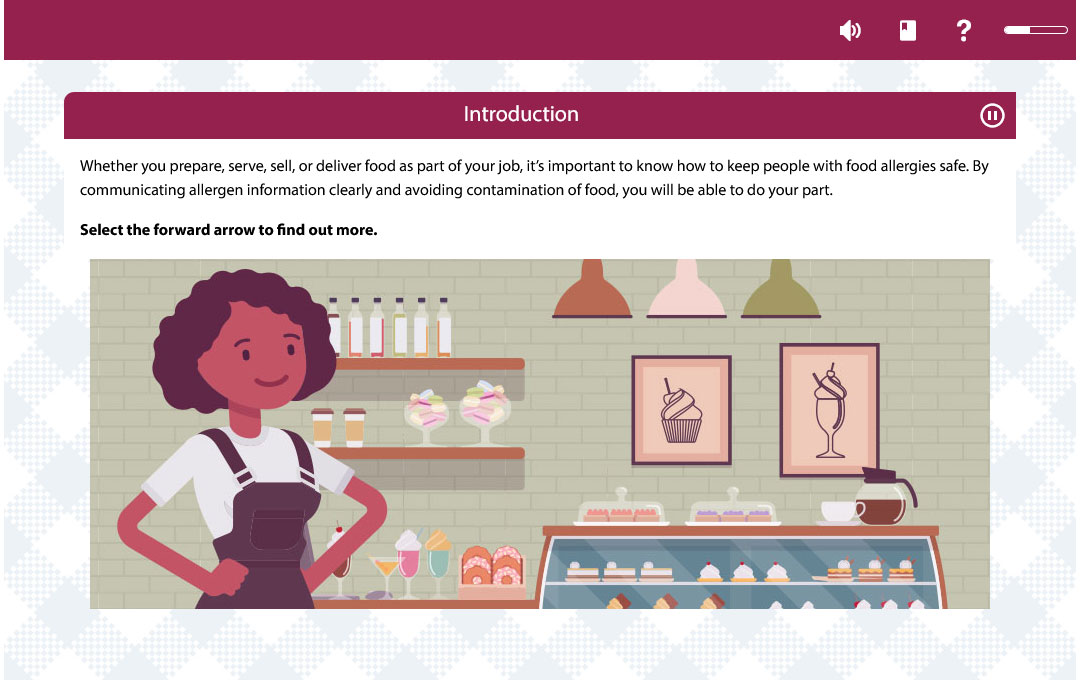 Introduction
Whether you prepare, serve, sell, or deliver food as part of your job, it’s important to know how to keep people with food allergies safe. By
communicating allergen information clearly and avoiding contamination of food, you will be able to do your part.
Select the forward arrow to find out more.